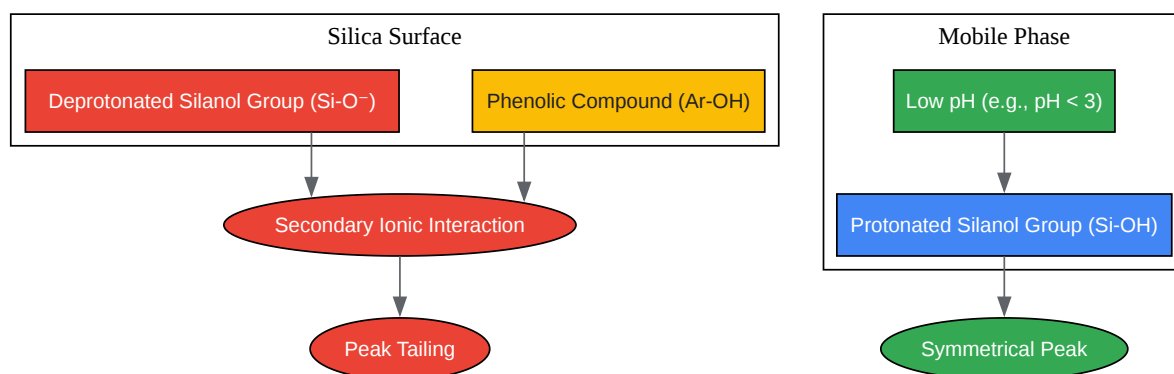 Silica Surface
Deprotonated Silanol Group (Si-O⁻)
Phenolic Compound (Ar-OH)
Secondary Ionic Interaction
Peak Tailing
Mobile Phase
Low pH (e.g., pH < 3)
Protonated Silanol Group (Si-OH)
Symmetrical Peak